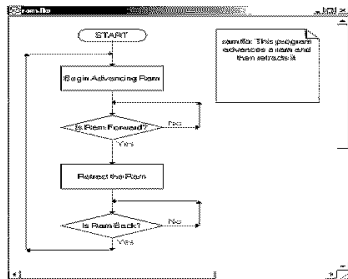 ram.flo
START
ram.flo: This program
advances a ram and
then retracts it
Begin Advancing Ram
Is Ram Forward?
No
Yes
Retract the Ram
Is Ram Back?
No
Yes